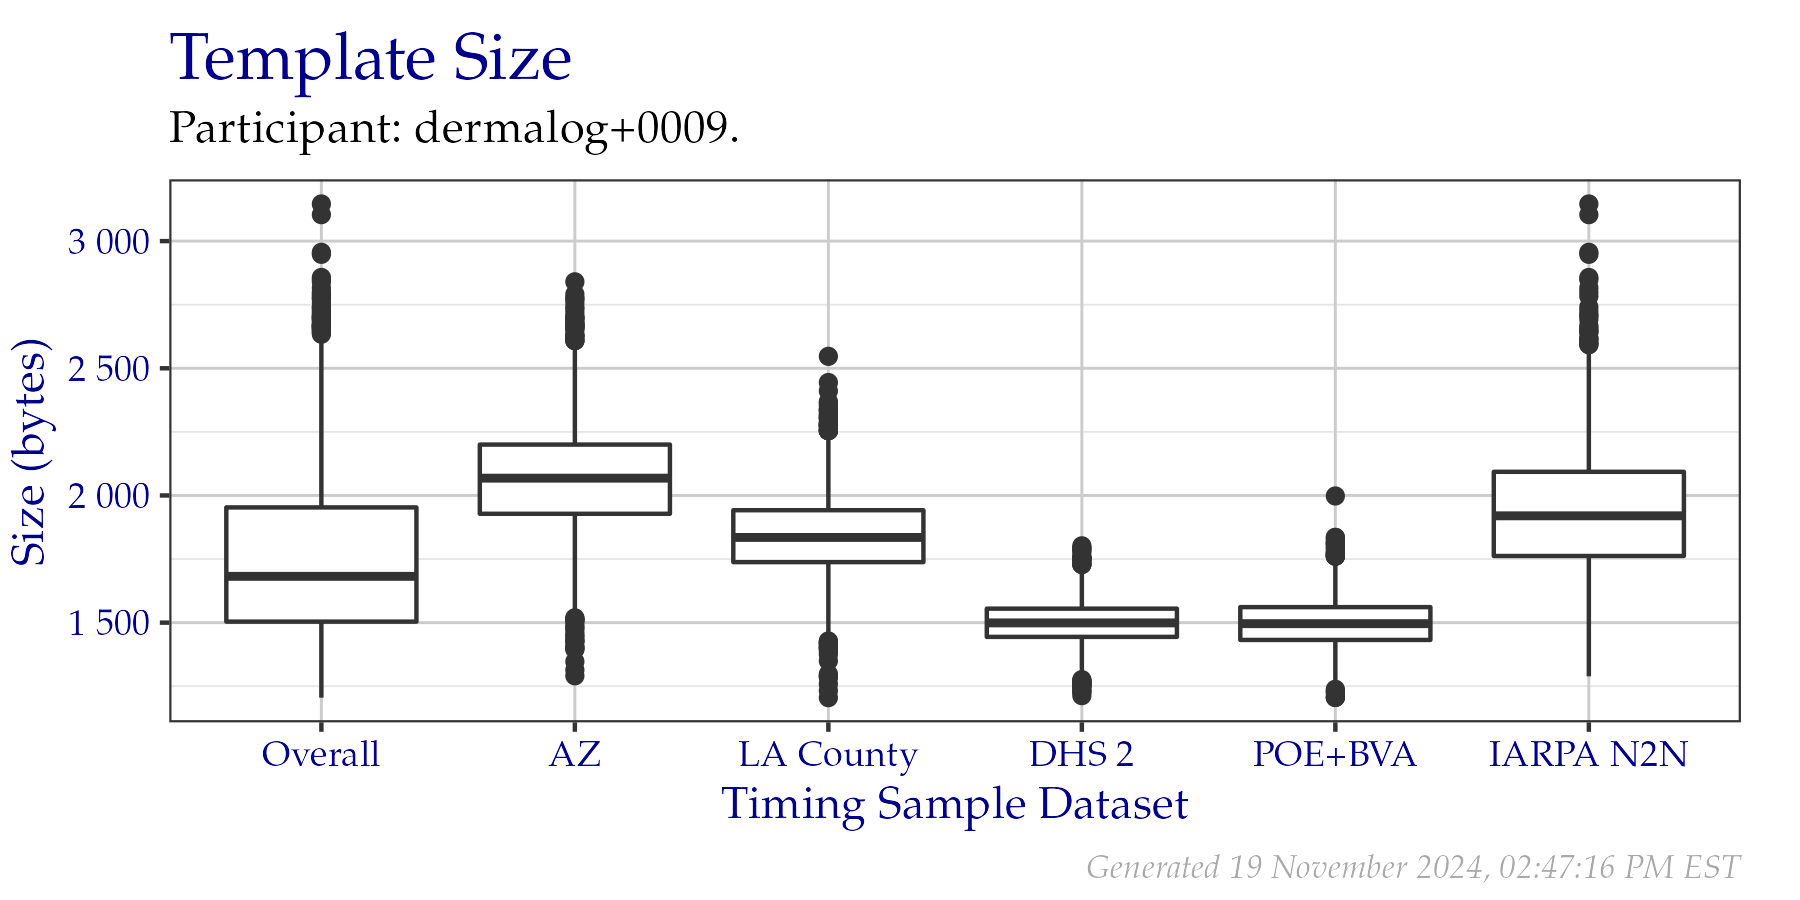 Template Size
Participant: dermalog+0009.
Size (bytes)
3 000
2 500
2 000
1 500
Overall AZ LA County DHS 2 POE+BVA IARPA N2N
Timing Sample Dataset
Generated 19 November 2024, 02:47:16 PM EST